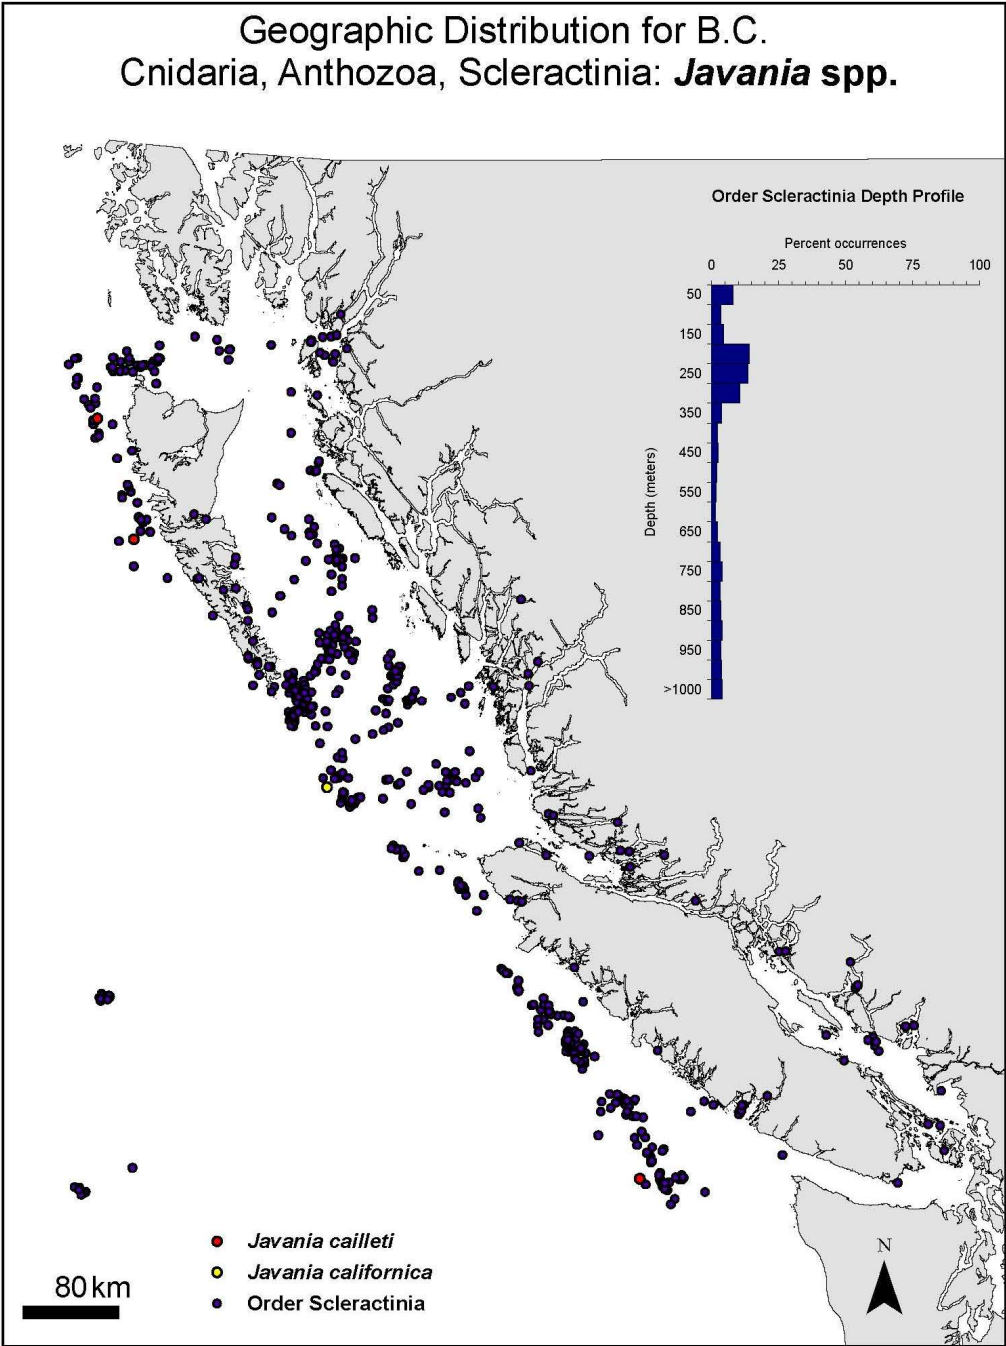 Geographic Distribution for B.C.
Cnidaria, Anthozoa, Scleractinia: Javania spp.
Order Scleractinia Depth Profile
Percent occurrences
0 25 50 75 100
Depth (meters)
50
150
250
350
450
550
650
750
850
950
>1000
Javania cailleti
Javania californica
Order Scleractinia
80 km
N